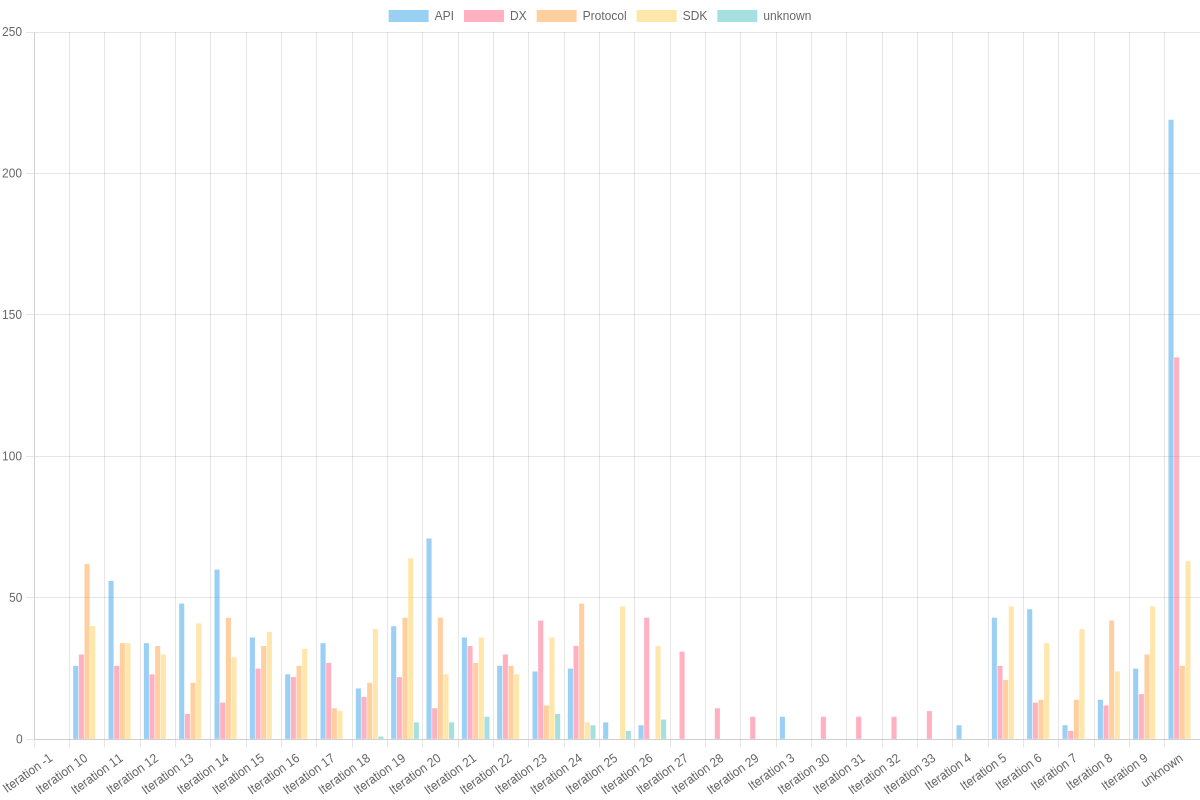 API DX Protocol SDK unknown
250
200
150
100
50
0
Iteration -1
Iteration 10
Iteration 11
Iteration 12
Iteration 13
Iteration 14
Iteration 15
Iteration 16
Iteration 17
Iteration 18
Iteration 19
Iteration 20
Iteration 21
Iteration 22
Iteration 23
Iteration 24
Iteration 25
Iteration 26
Iteration 27
Iteration 28
Iteration 29
Iteration 3
Iteration 30
Iteration 31
Iteration 32
Iteration 33
Iteration 4
Iteration 5
Iteration 6
Iteration 7
Iteration 8
Iteration 9
unknown